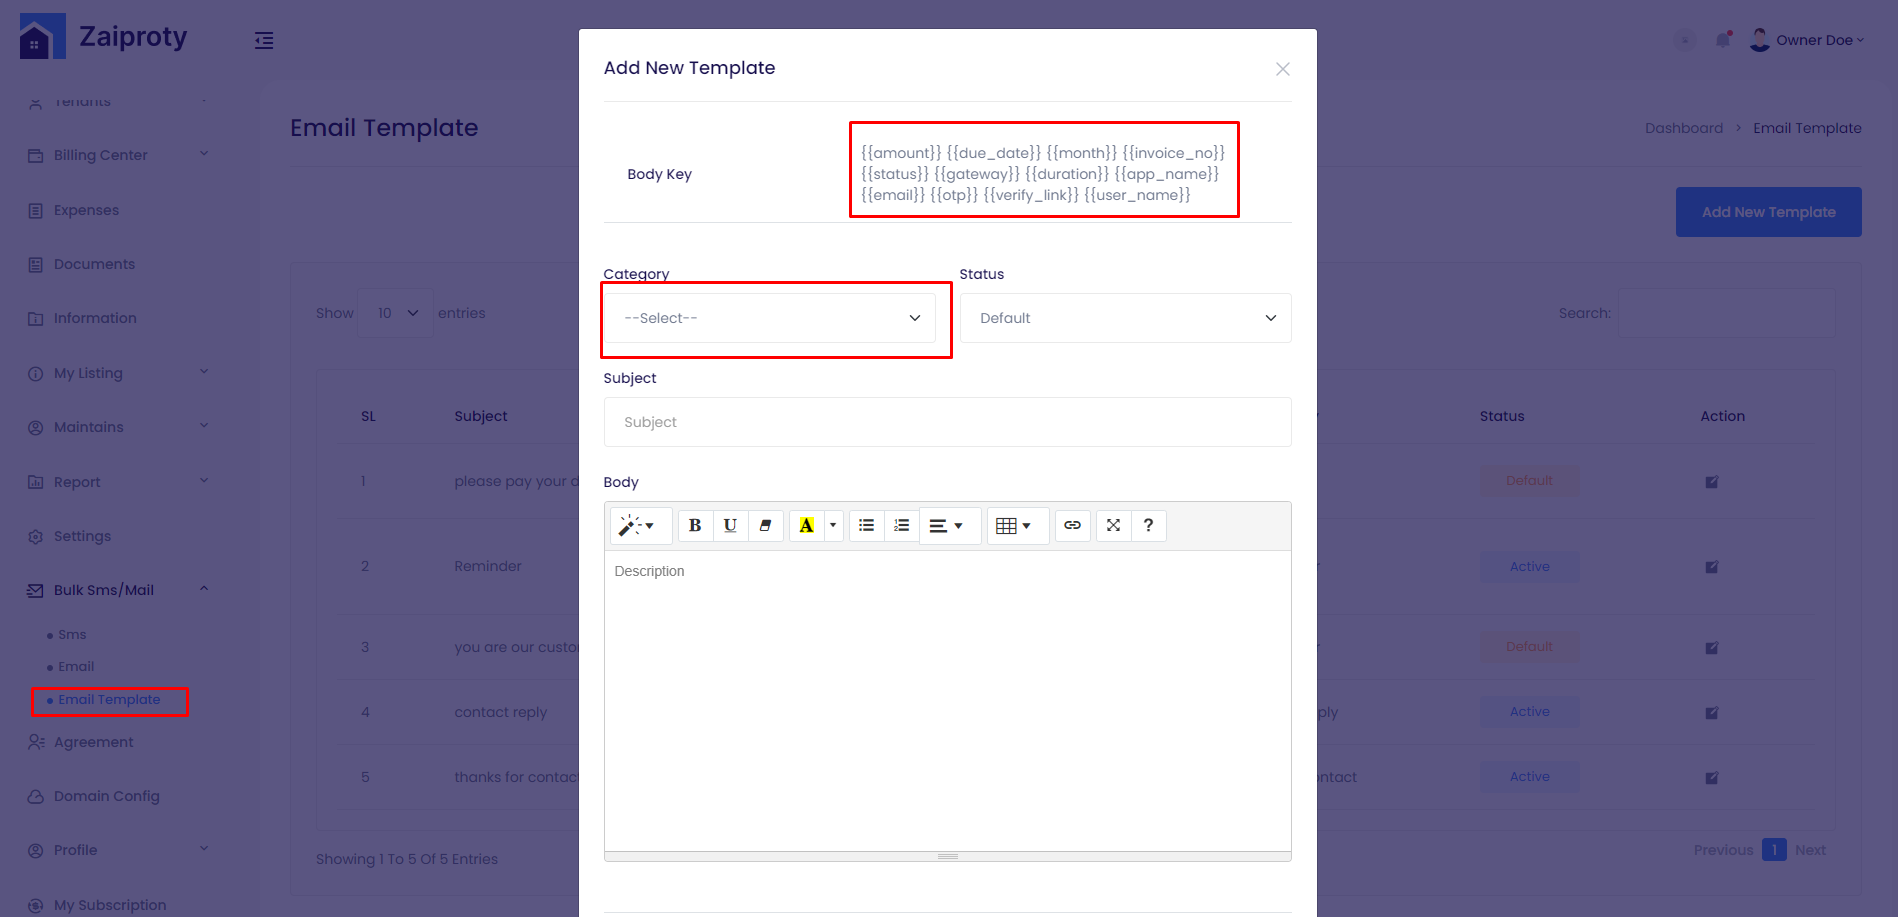 Zaiproty
Owner Doe
Tenants
Billing Center
Expenses
Documents
Information
My Listing
Maintains
Report
Settings
Bulk Sms/Mail
Sms
Email
Email Template
Agreement
Domain Config
Profile
My Subscription
Email Template
Dashboard > Email Template
Add New Template
Show 10 entries
Search:
SL Subject Status Action
1 please pay your d Default
2 Reminder Active
3 you are our custo Default
4 contact reply ply Active
5 thanks for contac ontact Active
Showing 1 To 5 Of 5 Entries
Previous 1 Next
Add New Template
Body Key
{{amount}} {{due_date}} {{month}} {{invoice_no}}
{{status}} {{gateway}} {{duration}} {{app_name}}
{{email}} {{otp}} {{verify_link}} {{user_name}}
Category Status
--Select-- Default
Subject
Subject
Body
B U A A ?
Description